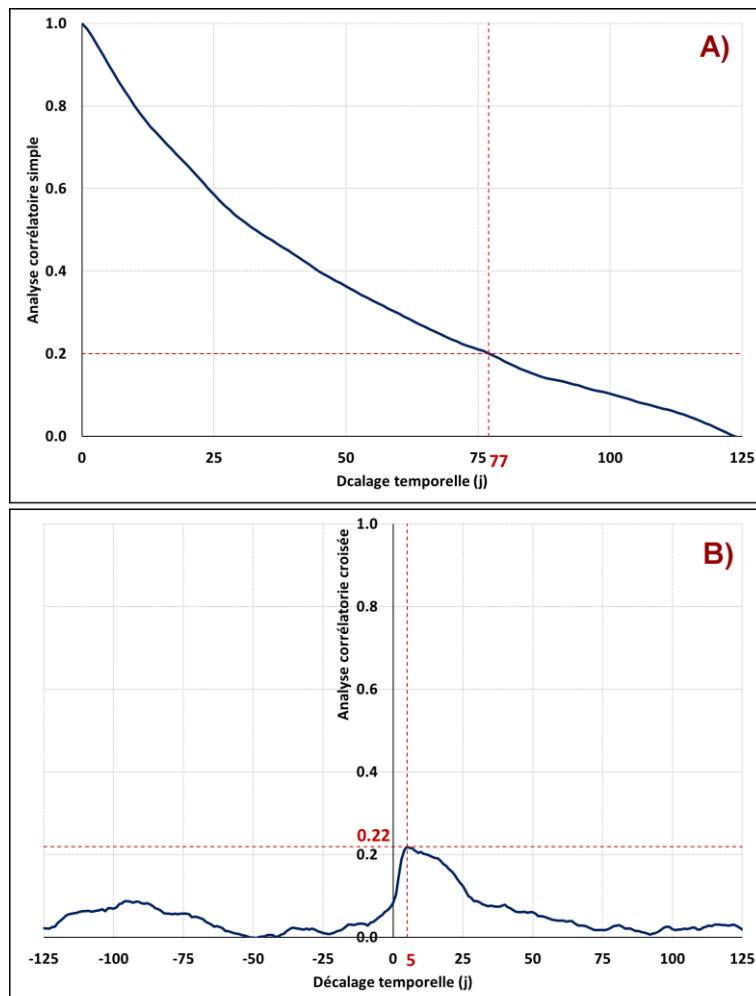 A)
Analyse corrélatoire simple
1.0
0.8
0.6
0.4
0.2
0.0
0 25 50 75 77 100 125
Dcalage temporelle (j)
B)
Analyse corrélatorie croisée
1.0
0.8
0.6
0.4
0.22
0.2
0.0
-125 -100 -75 -50 -25 0 5 25 50 75 100 125
Décalage temporelle (j)